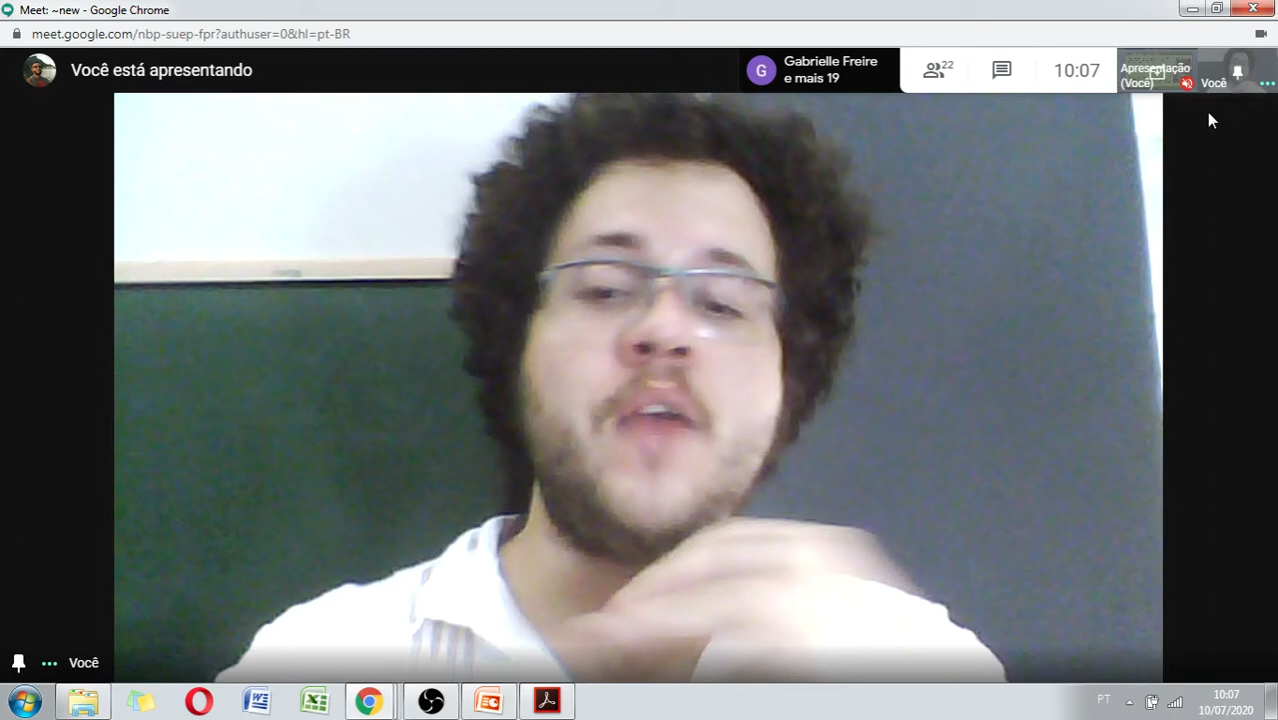 Meet: ~new - Google Chrome
meet.google.com/nbp-suep-fpr?authuser=0&hl=pt-BR
Você está apresentando
G
Gabrielle Freire
e mais 19
22
10:07
Apresentação
(Você)
Você
Você
PT
10:07
10/07/2020